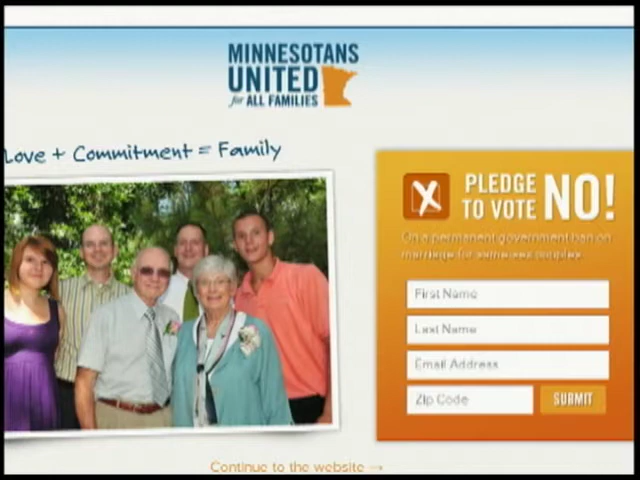 MINNESOTANS
UNITED
for ALL FAMILIES
Love + Commitment = Family
PLEDGE
TO VOTE NO!
On a permanent government ban on
marriage for same-sex couples.
First Name
Last Name
Email Address
Zip Code
SUBMIT
Continue to the website →